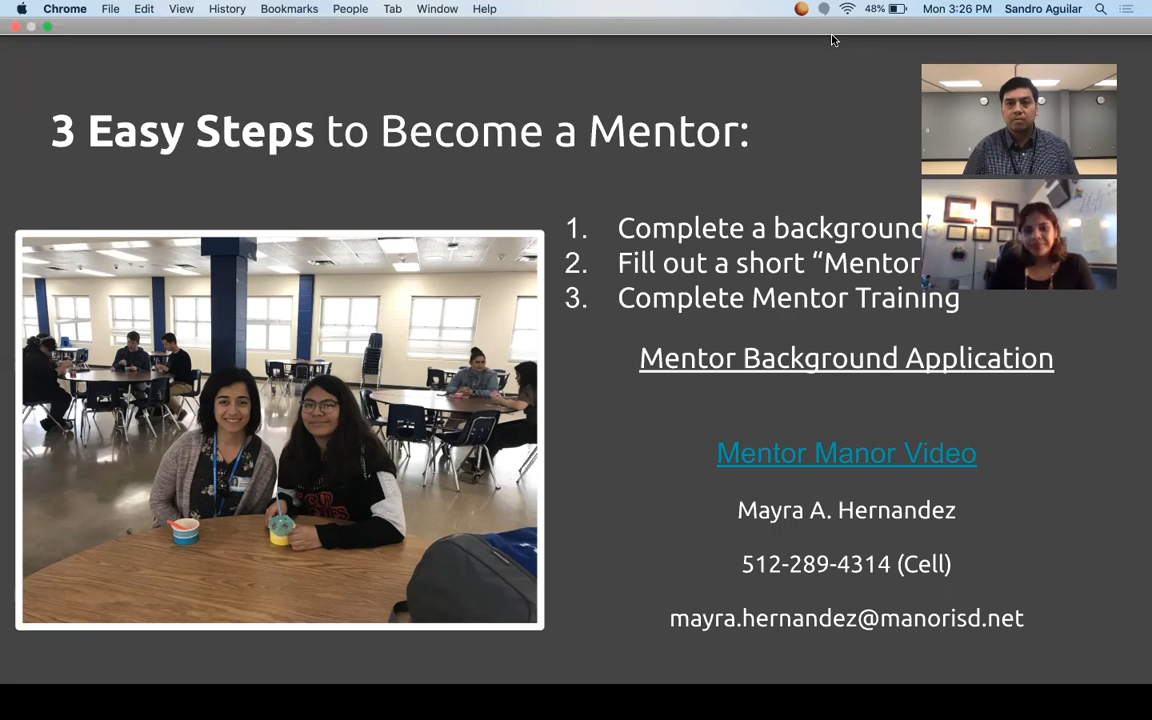 Chrome File Edit View History Bookmarks People Tab Window Help 48% Mon 3:26 PM Sandro Aguilar
3 Easy Steps to Become a Mentor:
1. Complete a background
2. Fill out a short “Mentor
3. Complete Mentor Training
Mentor Background Application
Mentor Manor Video
Mayra A. Hernandez
512-289-4314 (Cell)
mayra.hernandez@manorisd.net